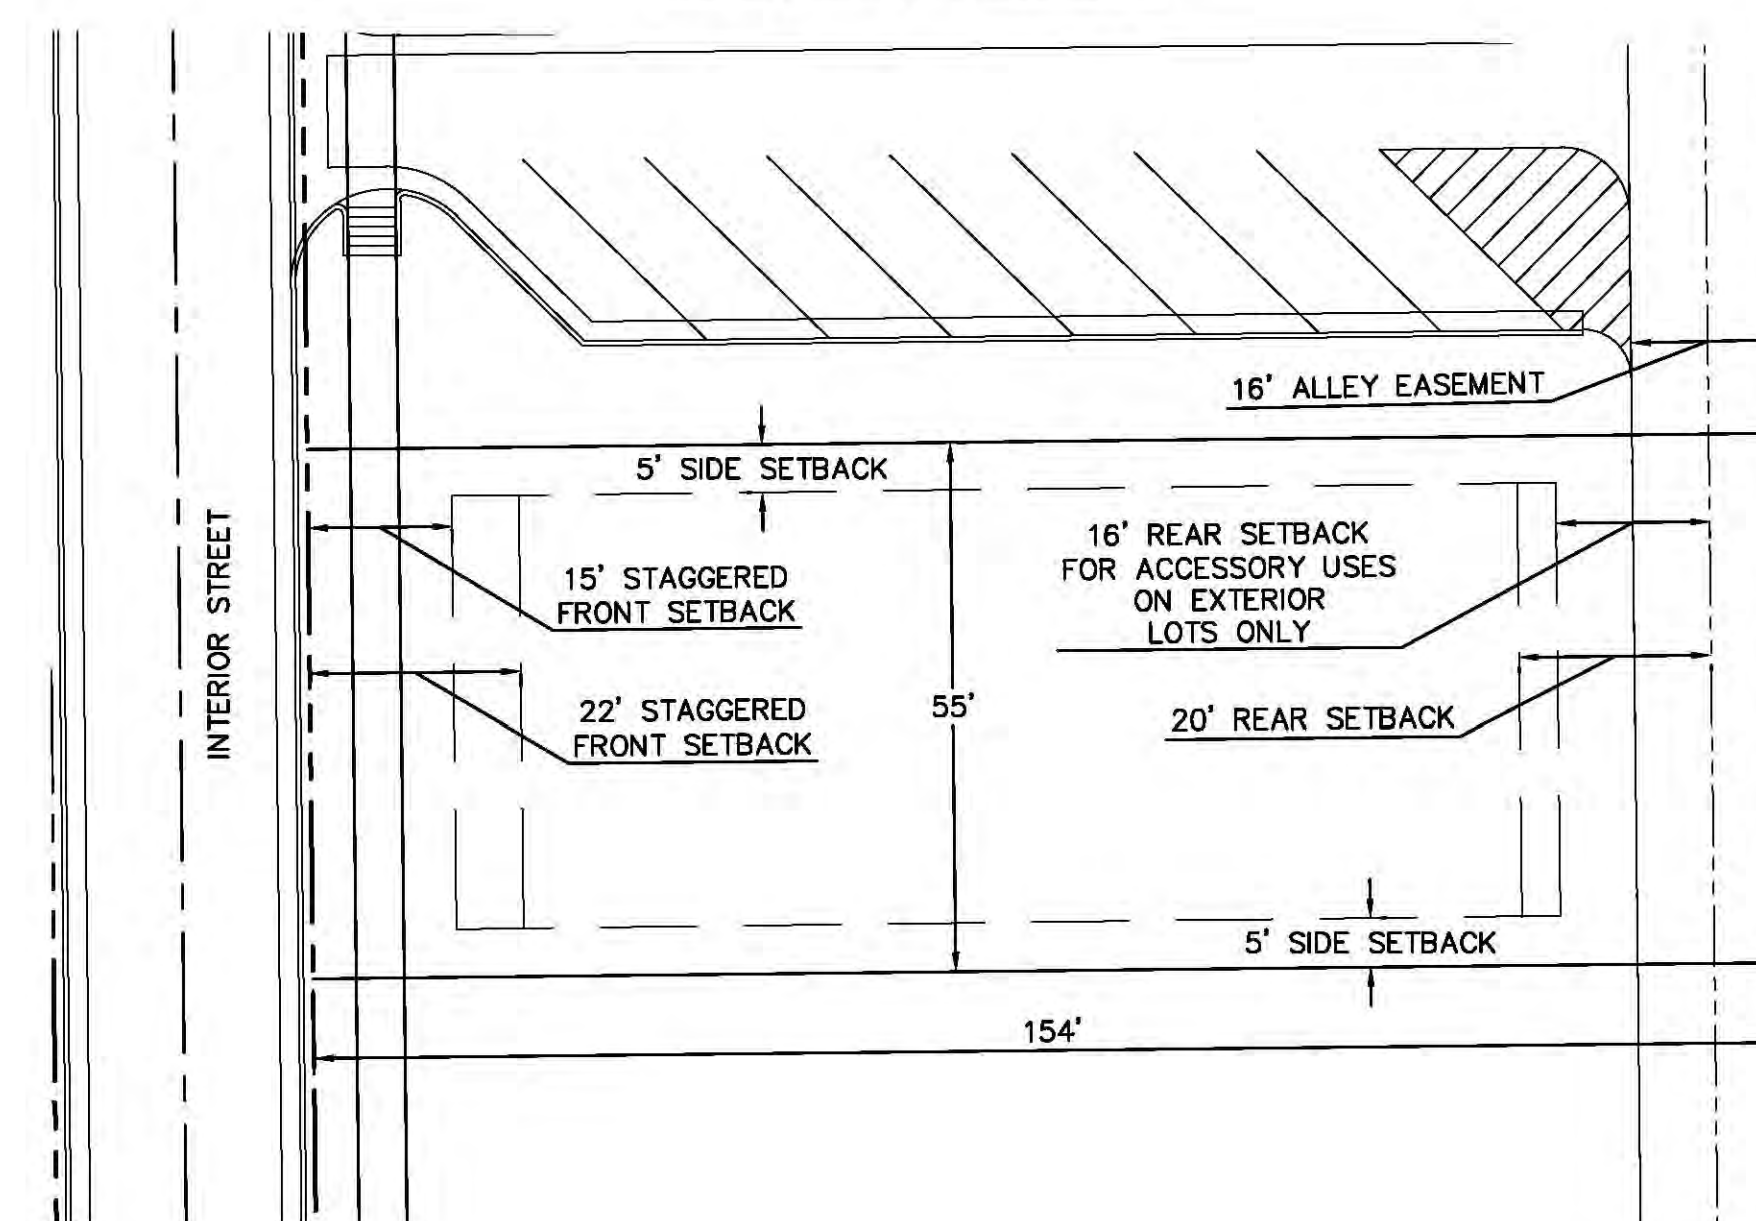 16' ALLEY EASEMENT
5' SIDE SETBACK
INTERIOR STREET
15' STAGGERED
FRONT SETBACK
16' REAR SETBACK
FOR ACCESSORY USES
ON EXTERIOR
LOTS ONLY
22' STAGGERED
FRONT SETBACK
55'
20' REAR SETBACK
5' SIDE SETBACK
154'